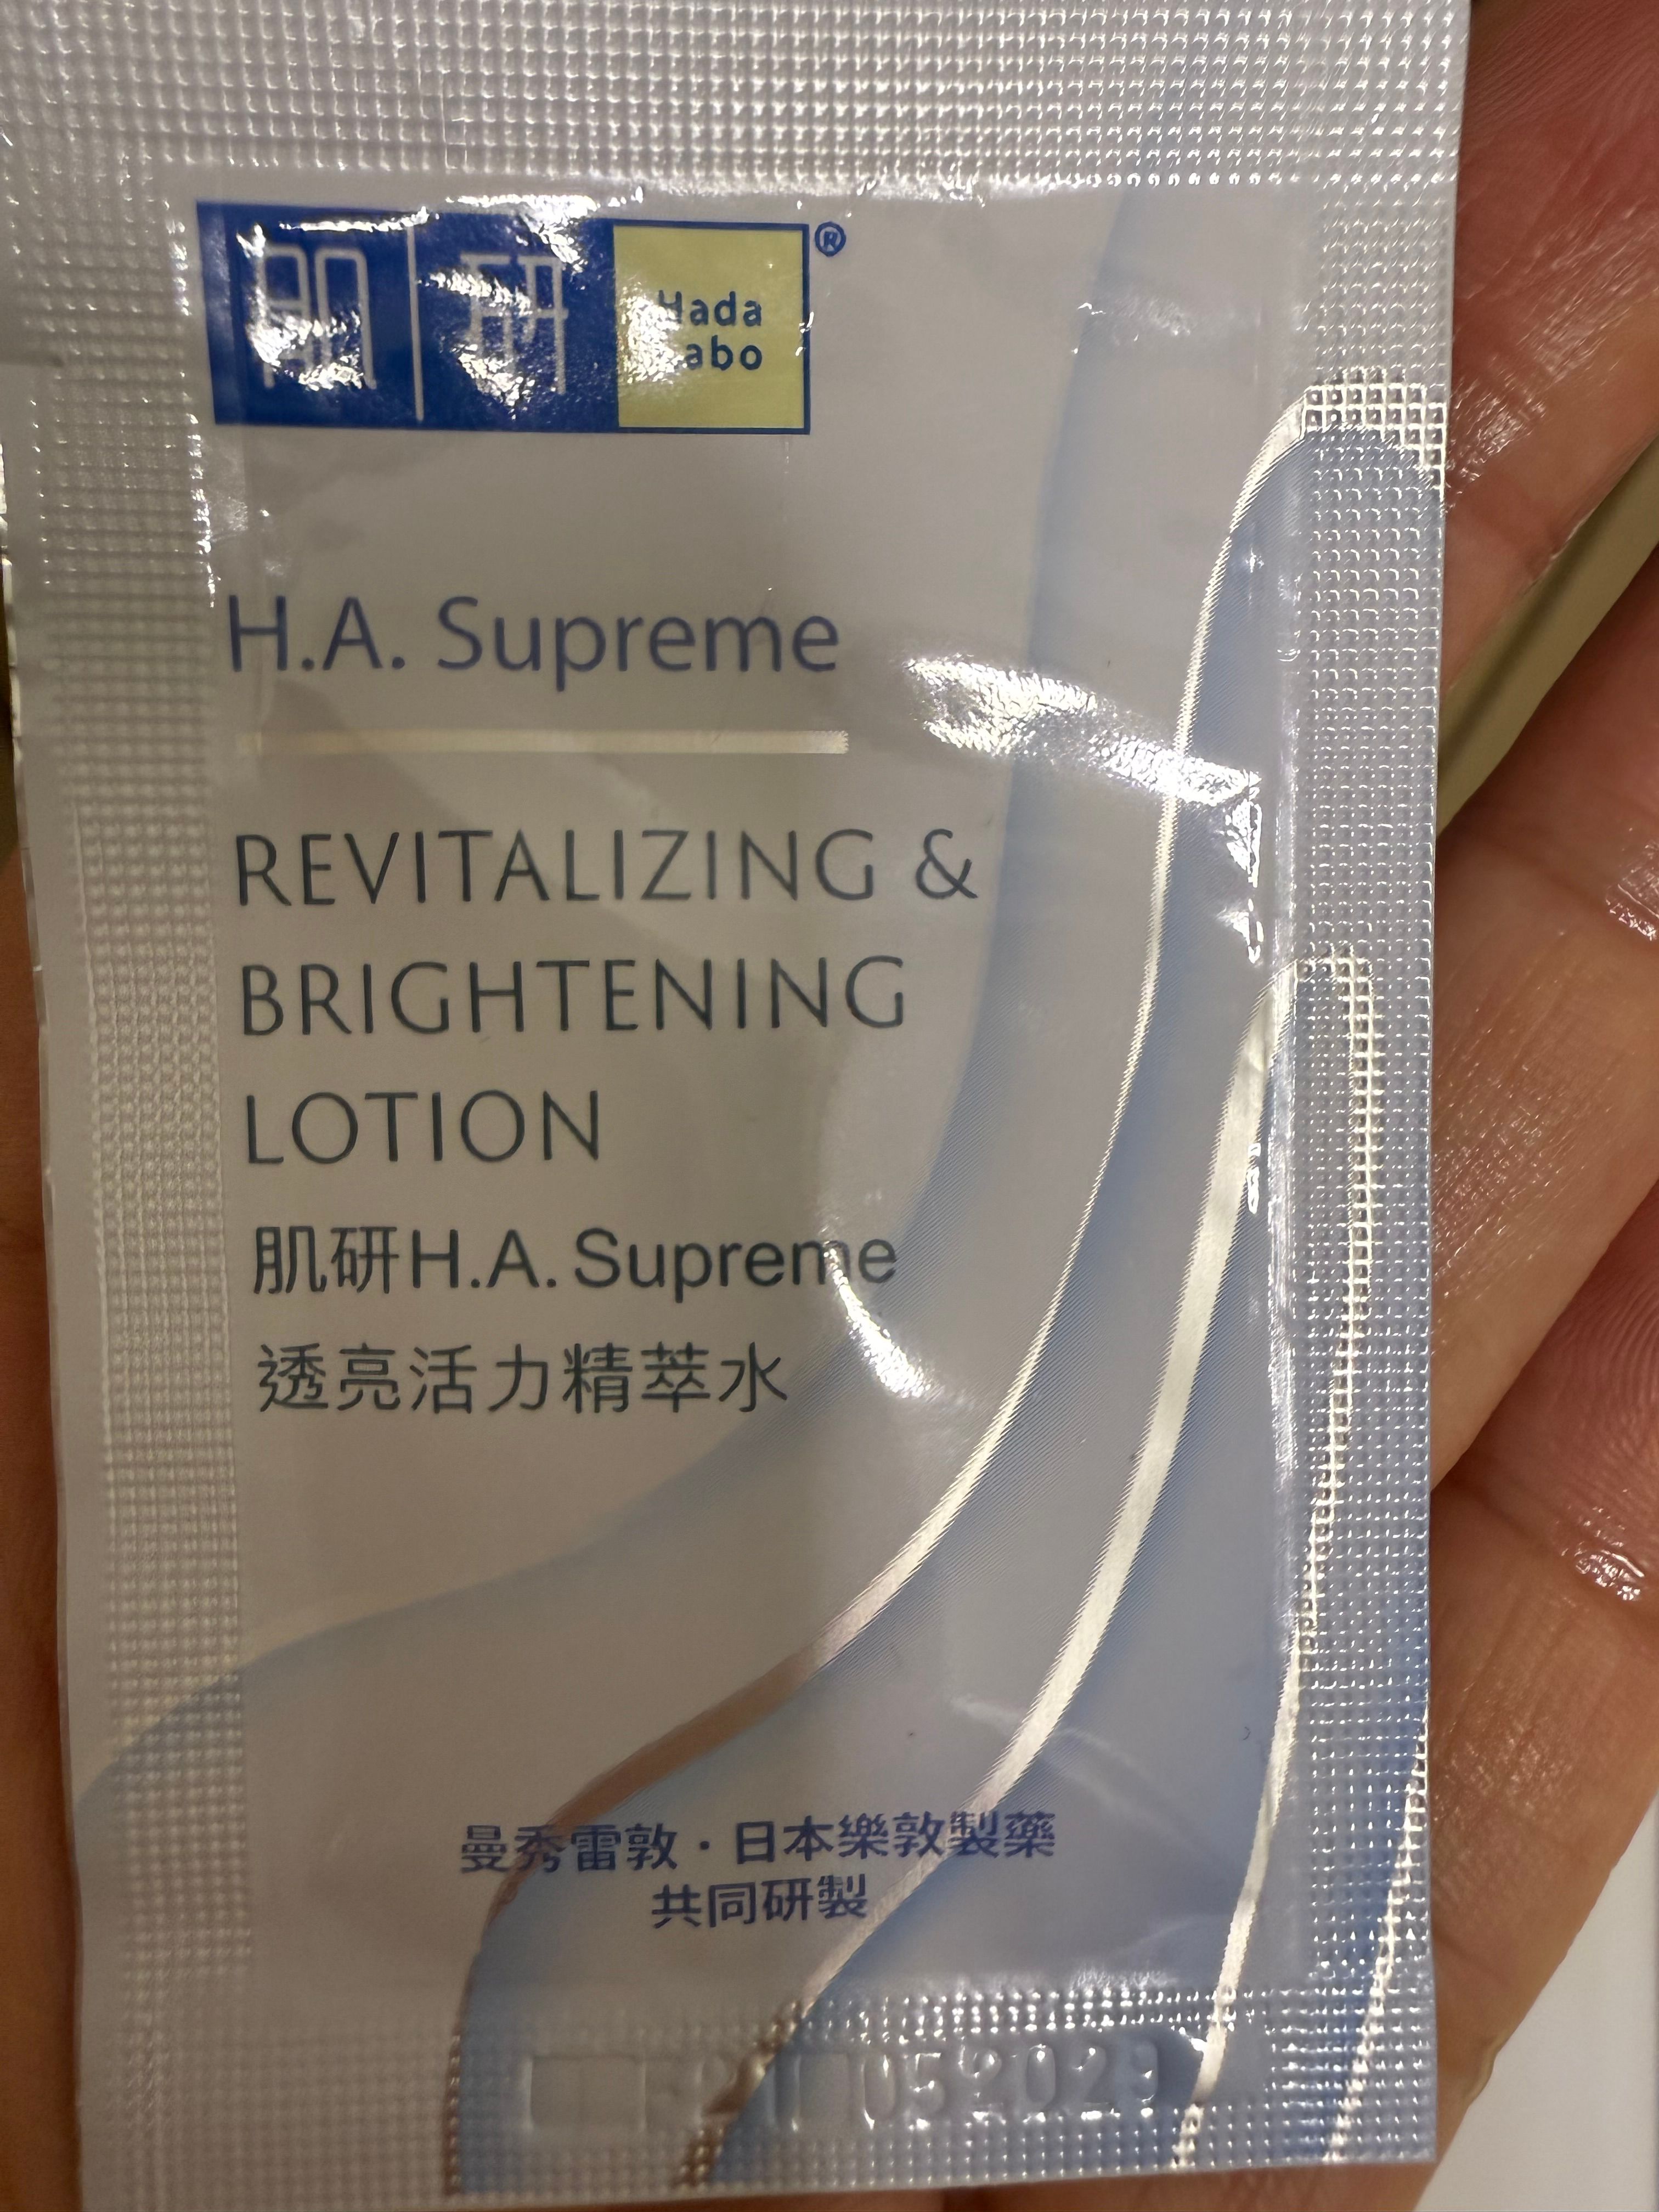 肌研
Hada
Labo
®
H.A. Supreme
REVITALIZING &
BRIGHTENING
LOTION
肌研H.A. Supreme
透亮活力精萃水
曼秀雷敦・日本樂敦製藥
共同研製